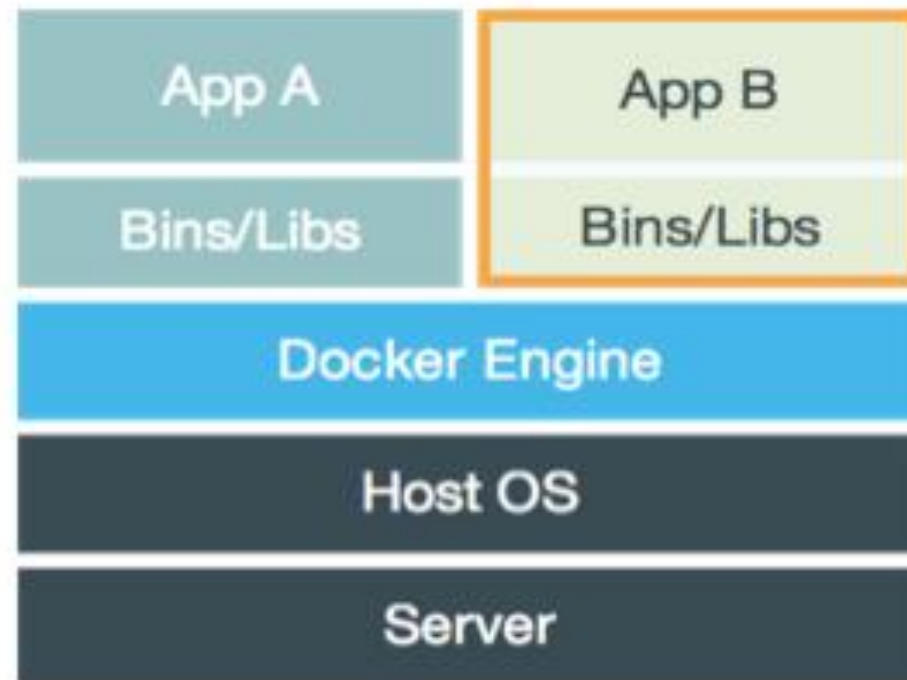 App A
App B
Bins/Libs
Bins/Libs
Docker Engine
Host OS
Server